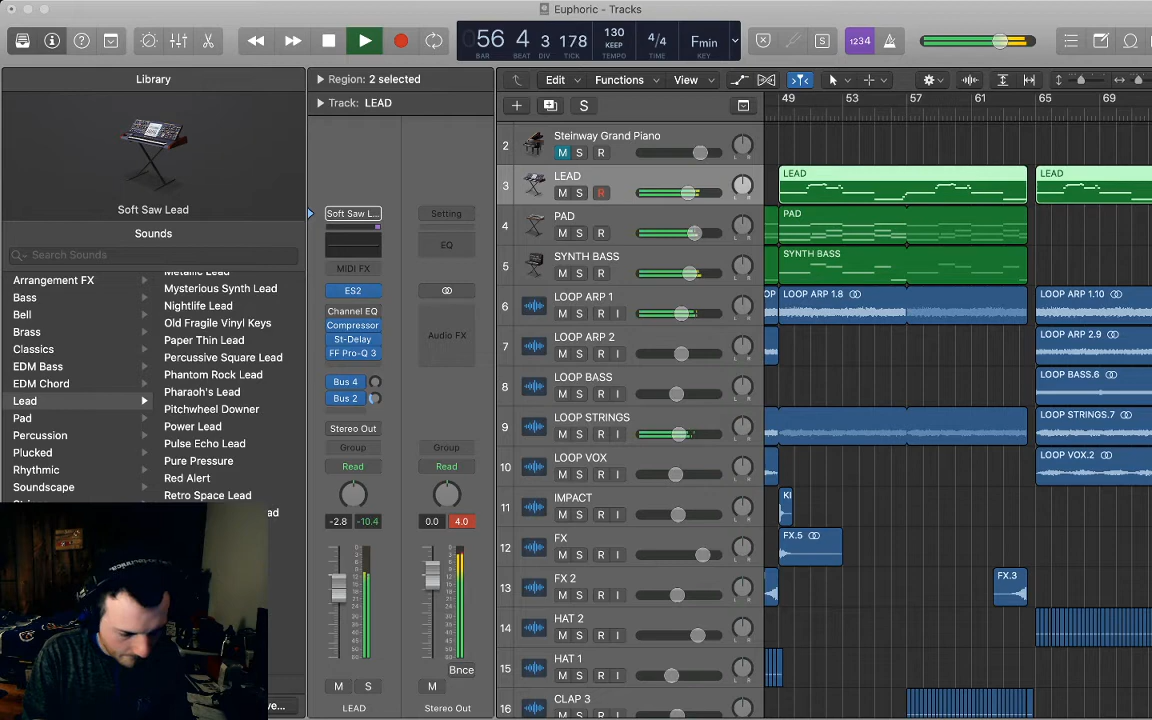 Euphoric - Tracks
56 4 3 178
BAR BEAT DIV TICK
130
KEEP
TEMPO
4/4
TIME
Fmin
KEY
1234
Library
Soft Saw Lead
Sounds
Search Sounds
Arrangement FX
Bass
Bell
Brass
Classics
EDM Bass
EDM Chord
Lead
Pad
Percussion
Plucked
Rhythmic
Soundscape
Metallic Lead
Mysterious Synth Lead
Nightlife Lead
Old Fragile Vinyl Keys
Paper Thin Lead
Percussive Square Lead
Phantom Rock Lead
Pharaoh's Lead
Pitchwheel Downer
Power Lead
Pulse Echo Lead
Pure Pressure
Red Alert
Retro Space Lead
Region: 2 selected
Track: LEAD
Soft Saw L...
MIDI FX
ES2
Channel EQ
Compressor
St-Delay
FF Pro-Q 3
Bus 4
Bus 2
Stereo Out
Group
Read
-2.8 -10.4
M S
LEAD
Setting
EQ
Audio FX
Group
Read
0.0 4.0
Bnce
M
Stereo Out
Edit Functions View
S
49 53 57 61 65 69
2 Steinway Grand Piano
M S R
3 LEAD
M S R
4 PAD
M S R
5 SYNTH BASS
M S R
6 LOOP ARP 1
M S R I
7 LOOP ARP 2
M S R I
8 LOOP BASS
M S R I
9 LOOP STRINGS
M S R I
10 LOOP VOX
M S R I
11 IMPACT
M S R I
12 FX
M S R I
13 FX 2
M S R I
14 HAT 2
M S R I
15 HAT 1
M S R I
16 CLAP 3
LEAD LEAD
PAD
SYNTH BASS
LOOP ARP 1.8 LOOP ARP 1.10
LOOP ARP 2.9
LOOP BASS.6
LOOP STRINGS.7
LOOP VOX.2
KI
FX.5
FX.3